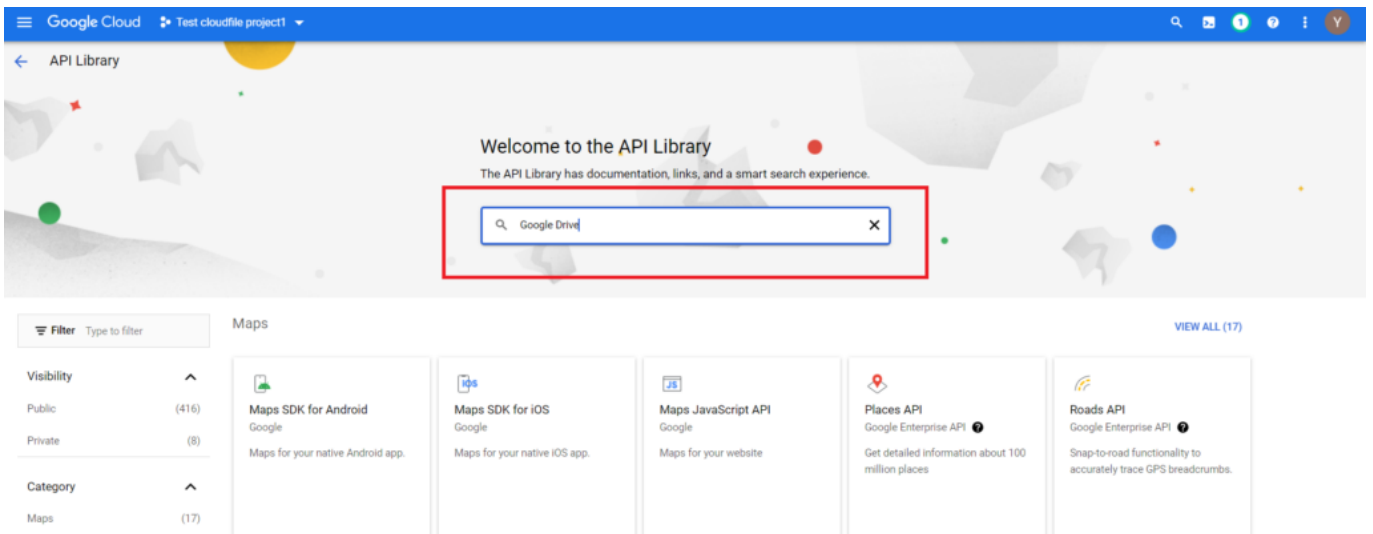 Google Cloud Test cloudfile project1 1 Y
API Library
Welcome to the API Library
The API Library has documentation, links, and a smart search experience.
Google Drive
Filter Type to filter
Maps
VIEW ALL (17)
Visibility
Public (416)
Private (8)
Category
Maps (17)
Maps SDK for Android
Google
Maps for your native Android app.
iOS
Maps SDK for iOS
Google
Maps for your native iOS app.
JS
Maps JavaScript API
Google
Maps for your website
Places API
Google Enterprise API
Get detailed information about 100
million places
Roads API
Google Enterprise API
Snap-to-road functionality to
accurately trace GPS breadcrumbs.